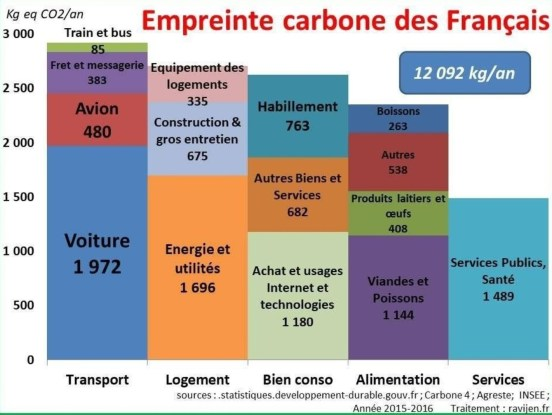 Kg eq CO2/an
Empreinte carbone des Français
12 092 kg/an
3 000
2 500
2 000
1 500
1 000
500
0
Train et bus
85
Fret et messagerie
383
Avion
480
Voiture
1 972
Equipement des
logements
335
Construction &
gros entretien
675
Energie et
utilités
1 696
Habillement
763
Autres Biens et
Services
682
Achat et usages
Internet et
technologies
1 180
Boissons
263
Autres
538
Produits laitiers et
œufs
408
Viandes et
Poissons
1 144
Services Publics,
Santé
1 489
Transport
Logement
Bien conso
Alimentation
Services
sources : .statistiques.developpement-durable.gouv.fr ; Carbone 4 ; Agreste; INSEE ;
Année 2015-2016 Traitement : ravijen.fr